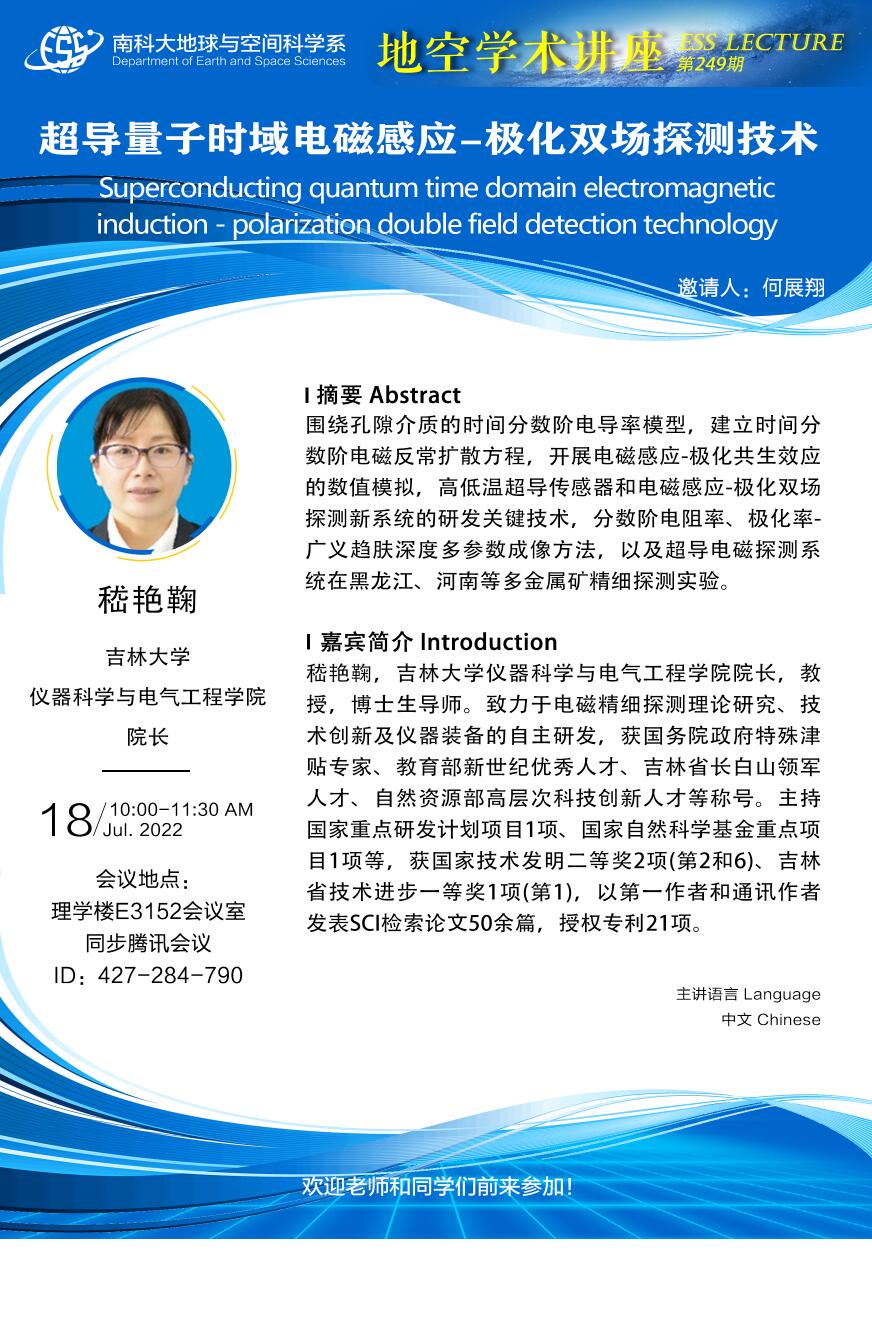 南科大地球与空间科学系
Department of Earth and Space Sciences
地空学术讲座
ESS LECTURE
第249期
超导量子时域电磁感应-极化双场探测技术
Superconducting quantum time domain electromagnetic
induction - polarization double field detection technology
邀请人：何展翔
摘要 Abstract
围绕孔隙介质的时间分数阶电导率模型，建立时间分
数阶电磁反常扩散方程，开展电磁感应-极化共生效应
的数值模拟，高低温超导传感器和电磁感应-极化双场
探测新系统的研发关键技术，分数阶电阻率、极化率-
广义趋肤深度多参数成像方法，以及超导电磁探测系
统在黑龙江、河南等多金属矿精细探测实验。
嵇艳鞠
吉林大学
仪器科学与电气工程学院
院长
18/10:00-11:30 AM
Jul. 2022
会议地点：
理学楼E3152会议室
同步腾讯会议
ID：427-284-790
嘉宾简介 Introduction
嵇艳鞠，吉林大学仪器科学与电气工程学院院长，教
授，博士生导师。致力于电磁精细探测理论研究、技
术创新及仪器装备的自主研发，获国务院政府特殊津
贴专家、教育部新世纪优秀人才、吉林省长白山领军
人才、自然资源部高层次科技创新人才等称号。主持
国家重点研发计划项目1项、国家自然科学基金重点项
目1项等，获国家技术发明二等奖2项(第2和6)、吉林
省技术进步一等奖1项(第1)，以第一作者和通讯作者
发表SCI检索论文50余篇，授权专利21项。
主讲语言 Language
中文 Chinese
欢迎老师和同学们前来参加！